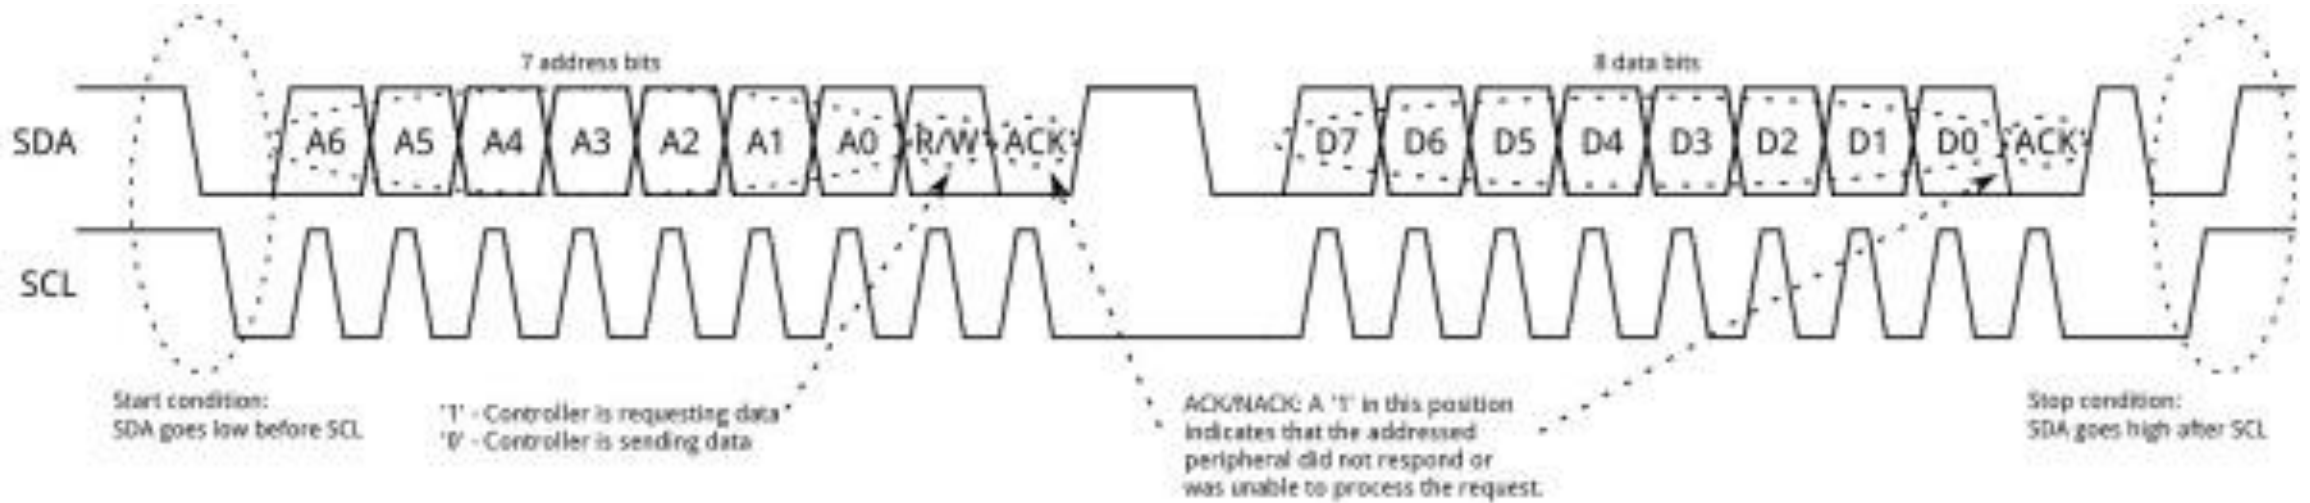 7 address bits
8 data bits
SDA
A6 A5 A4 A3 A2 A1 A0 R/W ACK
D7 D6 D5 D4 D3 D2 D1 D0 ACK
SCL
Start condition:
SDA goes low before SCL
'1' - Controller is requesting data
'0' - Controller is sending data
ACK/NACK: A '1' in this position
indicates that the addressed
peripheral did not respond or
was unable to process the request.
Stop condition:
SDA goes high after SCL